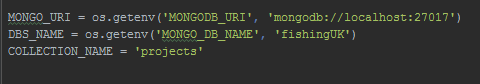 MONGO_URI = os.getenv('MONGODB_URI', 'mongodb://localhost:27017')
DBS_NAME = os.getenv('MONGO_DB_NAME', 'fishingUK')
COLLECTION_NAME = 'projects'